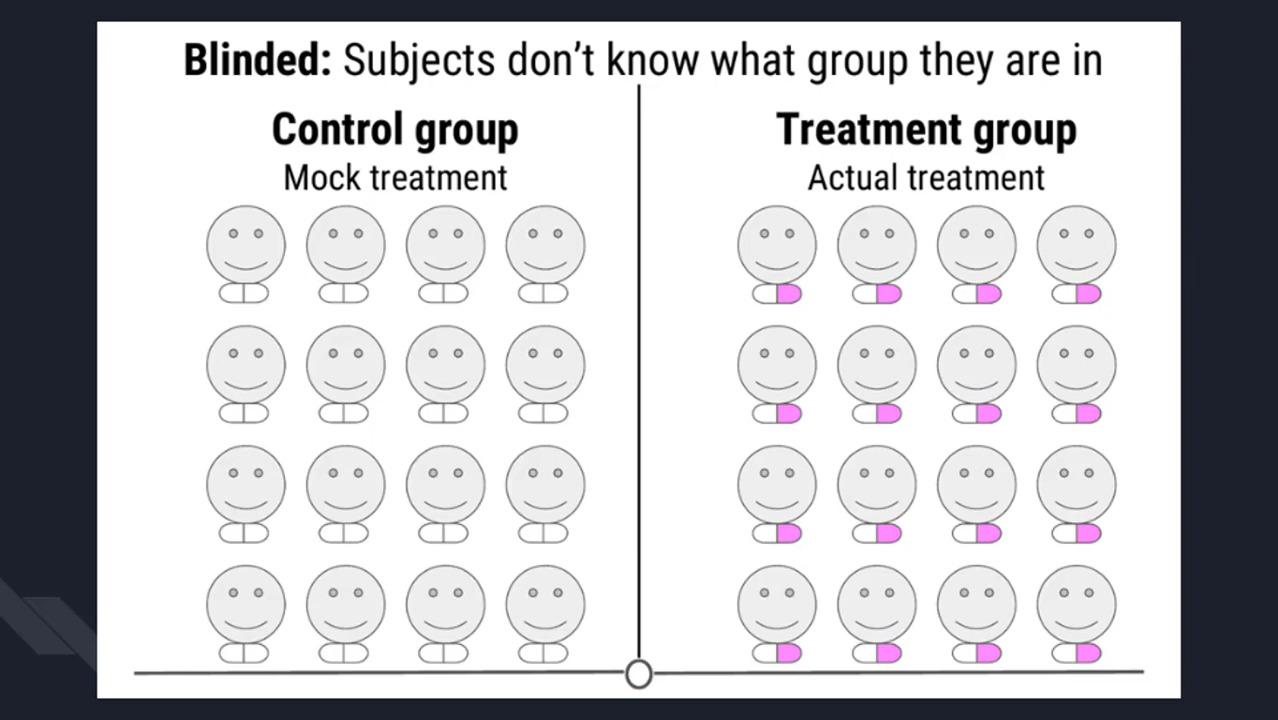 Blinded: Subjects don’t know what group they are in
Control group
Mock treatment
Treatment group
Actual treatment